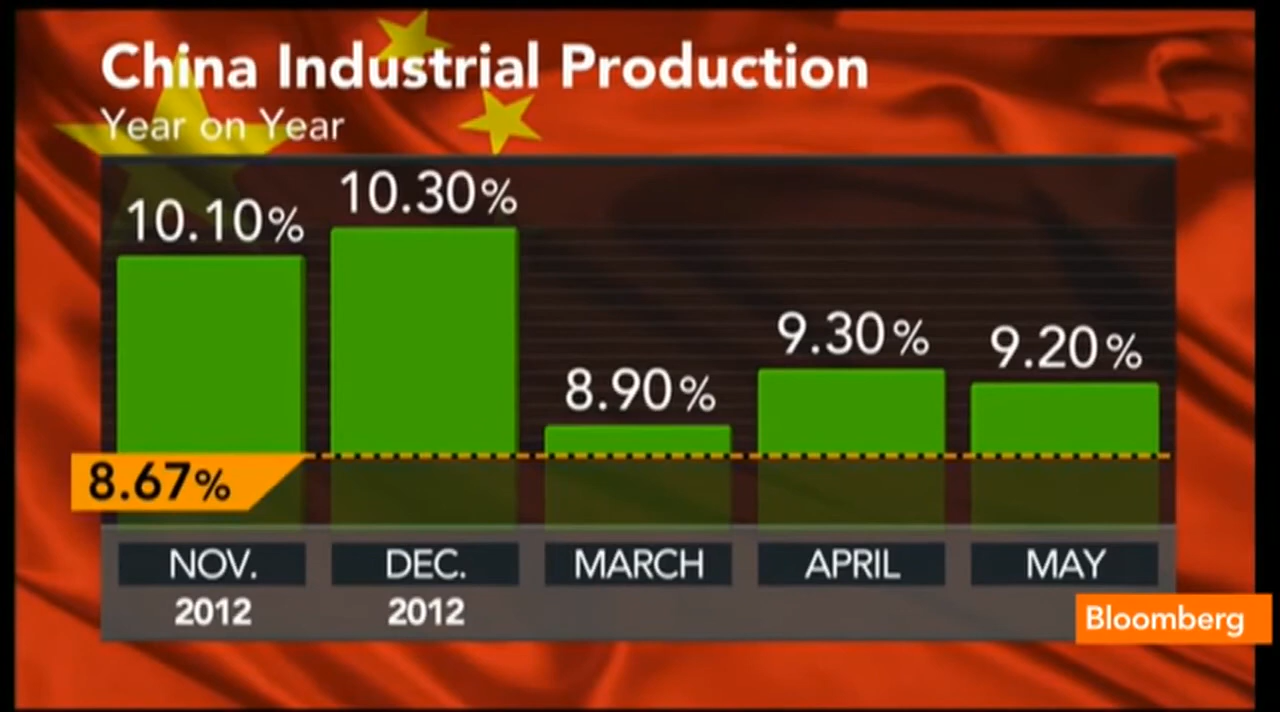 China Industrial Production
Year on Year
10.10%
10.30%
8.90%
9.30%
9.20%
8.67%
NOV. DEC. MARCH APRIL MAY
2012 2012
Bloomberg